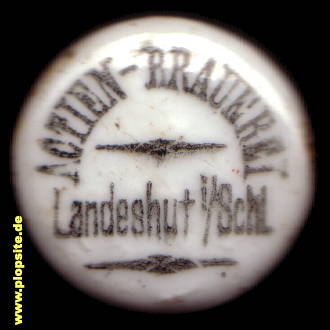 ACTIEN-BRAUEREI
Landeshut i/Schl.
www.plopsite.de